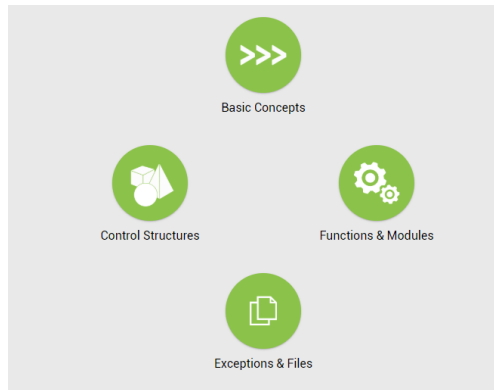 >>>
Basic Concepts
Control Structures
Functions & Modules
Exceptions & Files